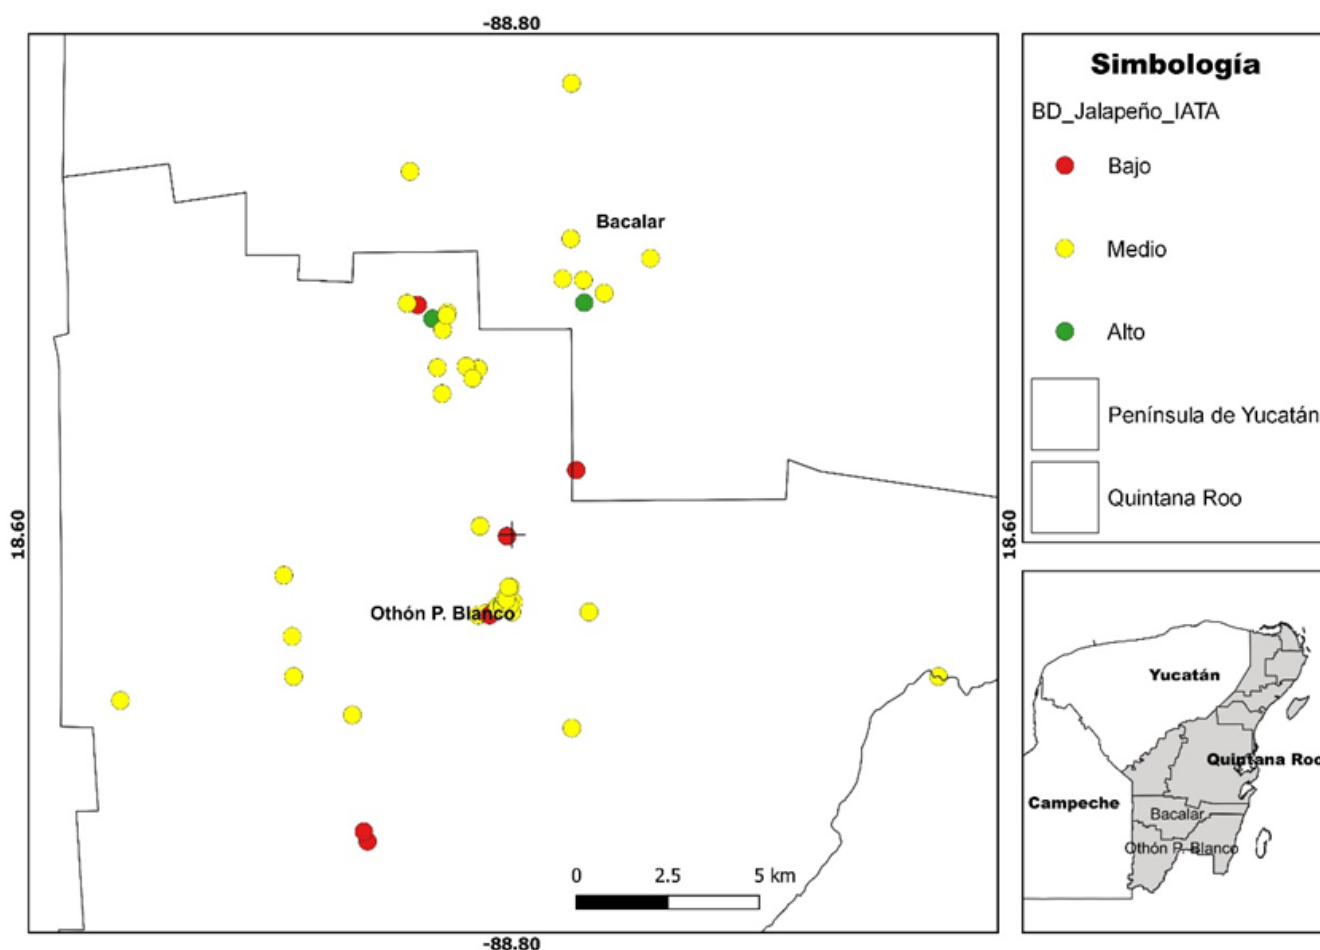 -88.80
Simbología
BD_Jalapeño_IATA
Bajo
Bacalar
Medio
Alto
Península de Yucatán
Quintana Roo
18.60
18.60
Othón P. Blanco
Yucatán
Quintana Roo
Campeche
Bacalar
Othón P. Blanco
0 2.5 5 km
-88.80